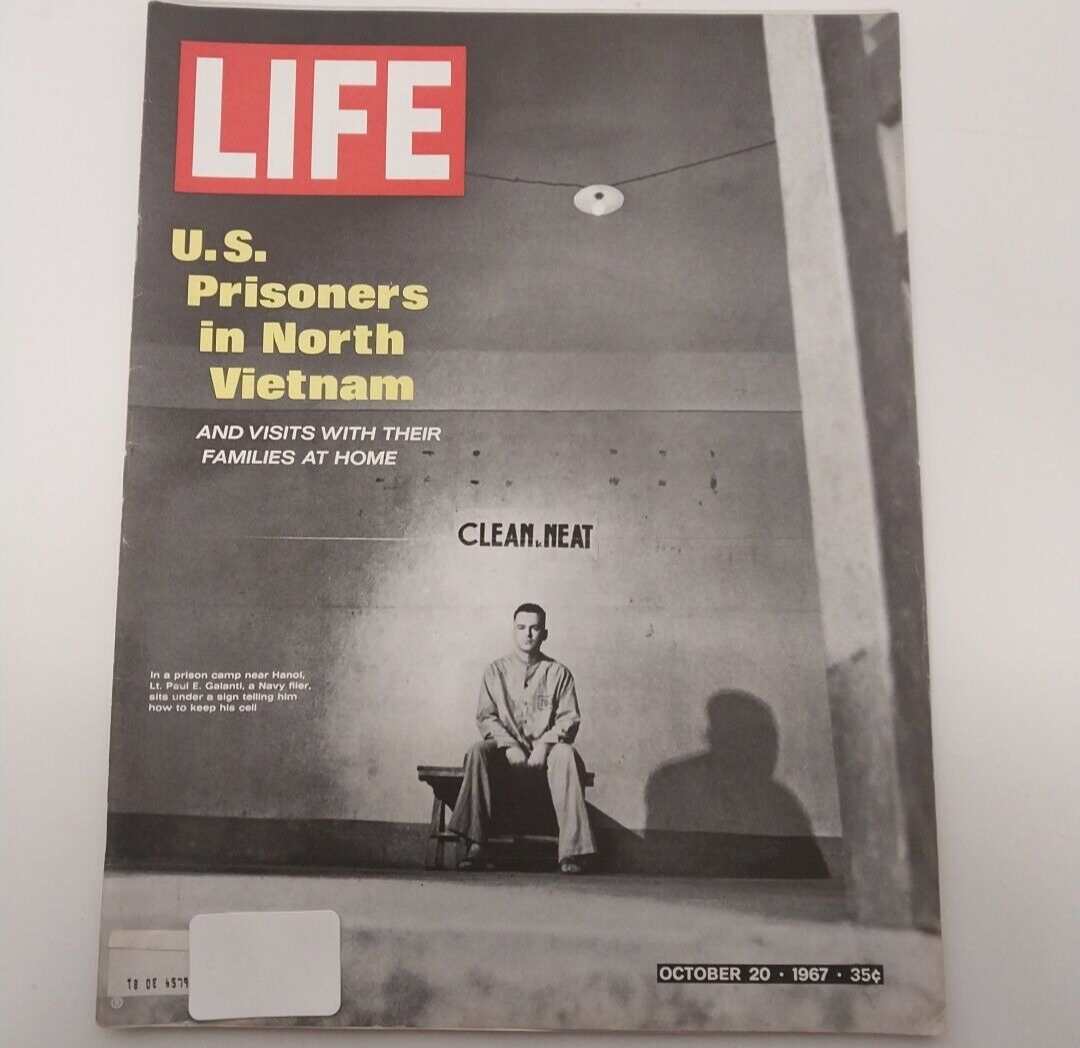 LIFE
U.S.
Prisoners
in North
Vietnam
AND VISITS WITH THEIR
FAMILIES AT HOME
CLEAN & NEAT
In a prison camp near Hanoi,
Lt. Paul E. Galanti, a Navy flier,
sits under a sign telling him
how to keep his cell
OCTOBER 20 · 1967 · 35¢